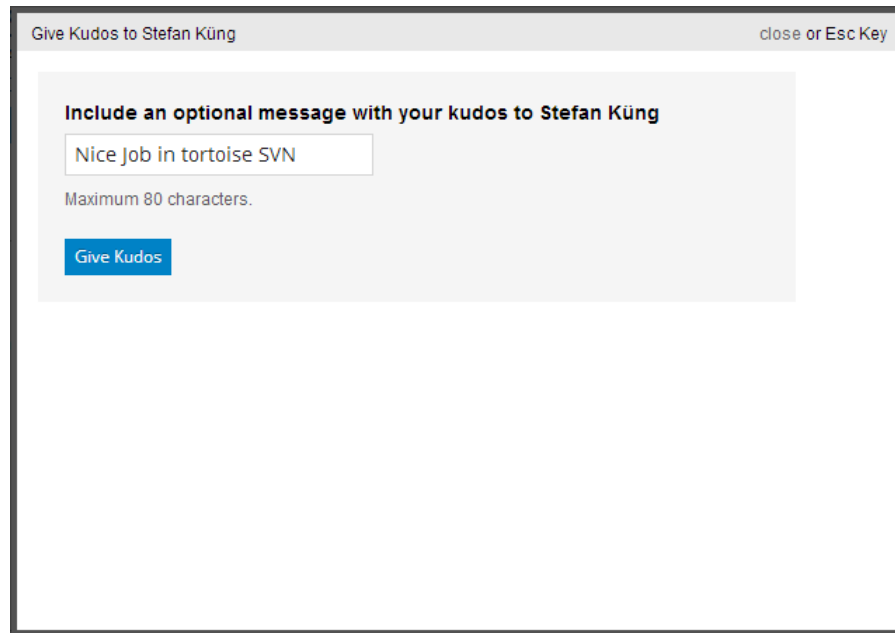 Give Kudos to Stefan Küng close or Esc Key
Include an optional message with your kudos to Stefan Küng
Nice Job in tortoise SVN
Maximum 80 characters.
Give Kudos